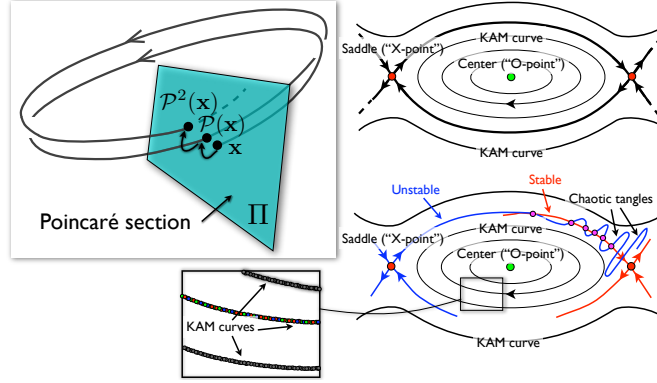 𝒫²(x)
𝒫(x)
x
Poincaré section
Π
KAM curve
Saddle (“X-point”)
Center (“O-point”)
KAM curve
Unstable
Stable
Chaotic tangles
KAM curve
Saddle (“X-point”)
Center (“O-point”)
KAM curve
KAM curves